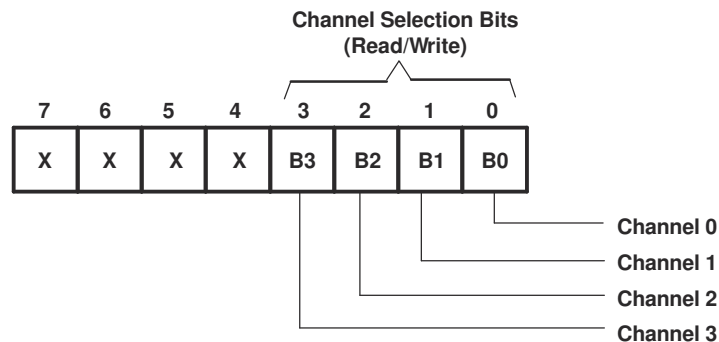 Channel Selection Bits
(Read/Write)
7 6 5 4 3 2 1 0
X X X X B3 B2 B1 B0
Channel 0
Channel 1
Channel 2
Channel 3